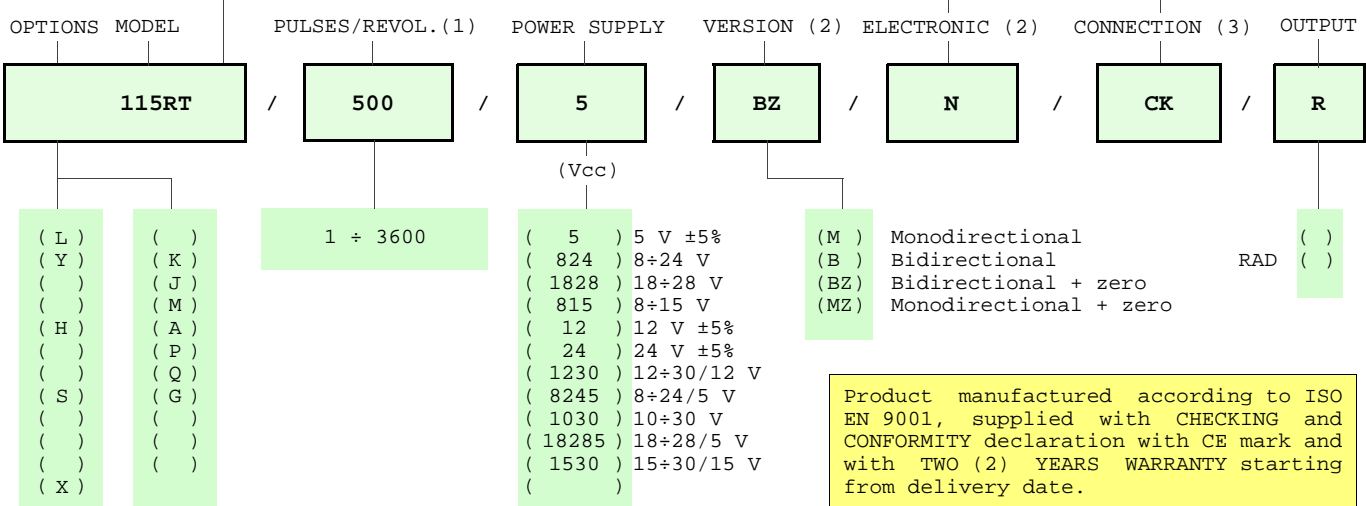 OPTIONS MODEL PULSES/REVOL.(1) POWER SUPPLY VERSION (2) ELECTRONIC (2) CONNECTION (3) OUTPUT
115RT / 500 / 5 / BZ / N / CK / R
(Vcc)
(L) ( ) 1 ÷ 3600 ( 5 ) 5 V ±5% (M ) Monodirectional ( )
(Y) (K) ( 824 ) 8÷24 V (B ) Bidirectional RAD ( )
( ) (J) ( 1828 ) 18÷28 V (BZ) Bidirectional + zero
( ) (M) ( 815 ) 8÷15 V (MZ) Monodirectional + zero
(H) (A) ( 12 ) 12 V ±5%
( ) (P) ( 24 ) 24 V ±5%
( ) (Q) ( 1230 ) 12÷30/12 V
(S) (G) ( 8245 ) 8÷24/5 V
( ) ( ) ( 1030 ) 10÷30 V
( ) ( ) ( 18285 ) 18÷28/5 V
( ) ( ) ( 1530 ) 15÷30/15 V
(X) ( )
Product manufactured according to ISO
EN 9001, supplied with CHECKING and
CONFORMITY declaration with CE mark and
with TWO (2) YEARS WARRANTY starting
from delivery date.